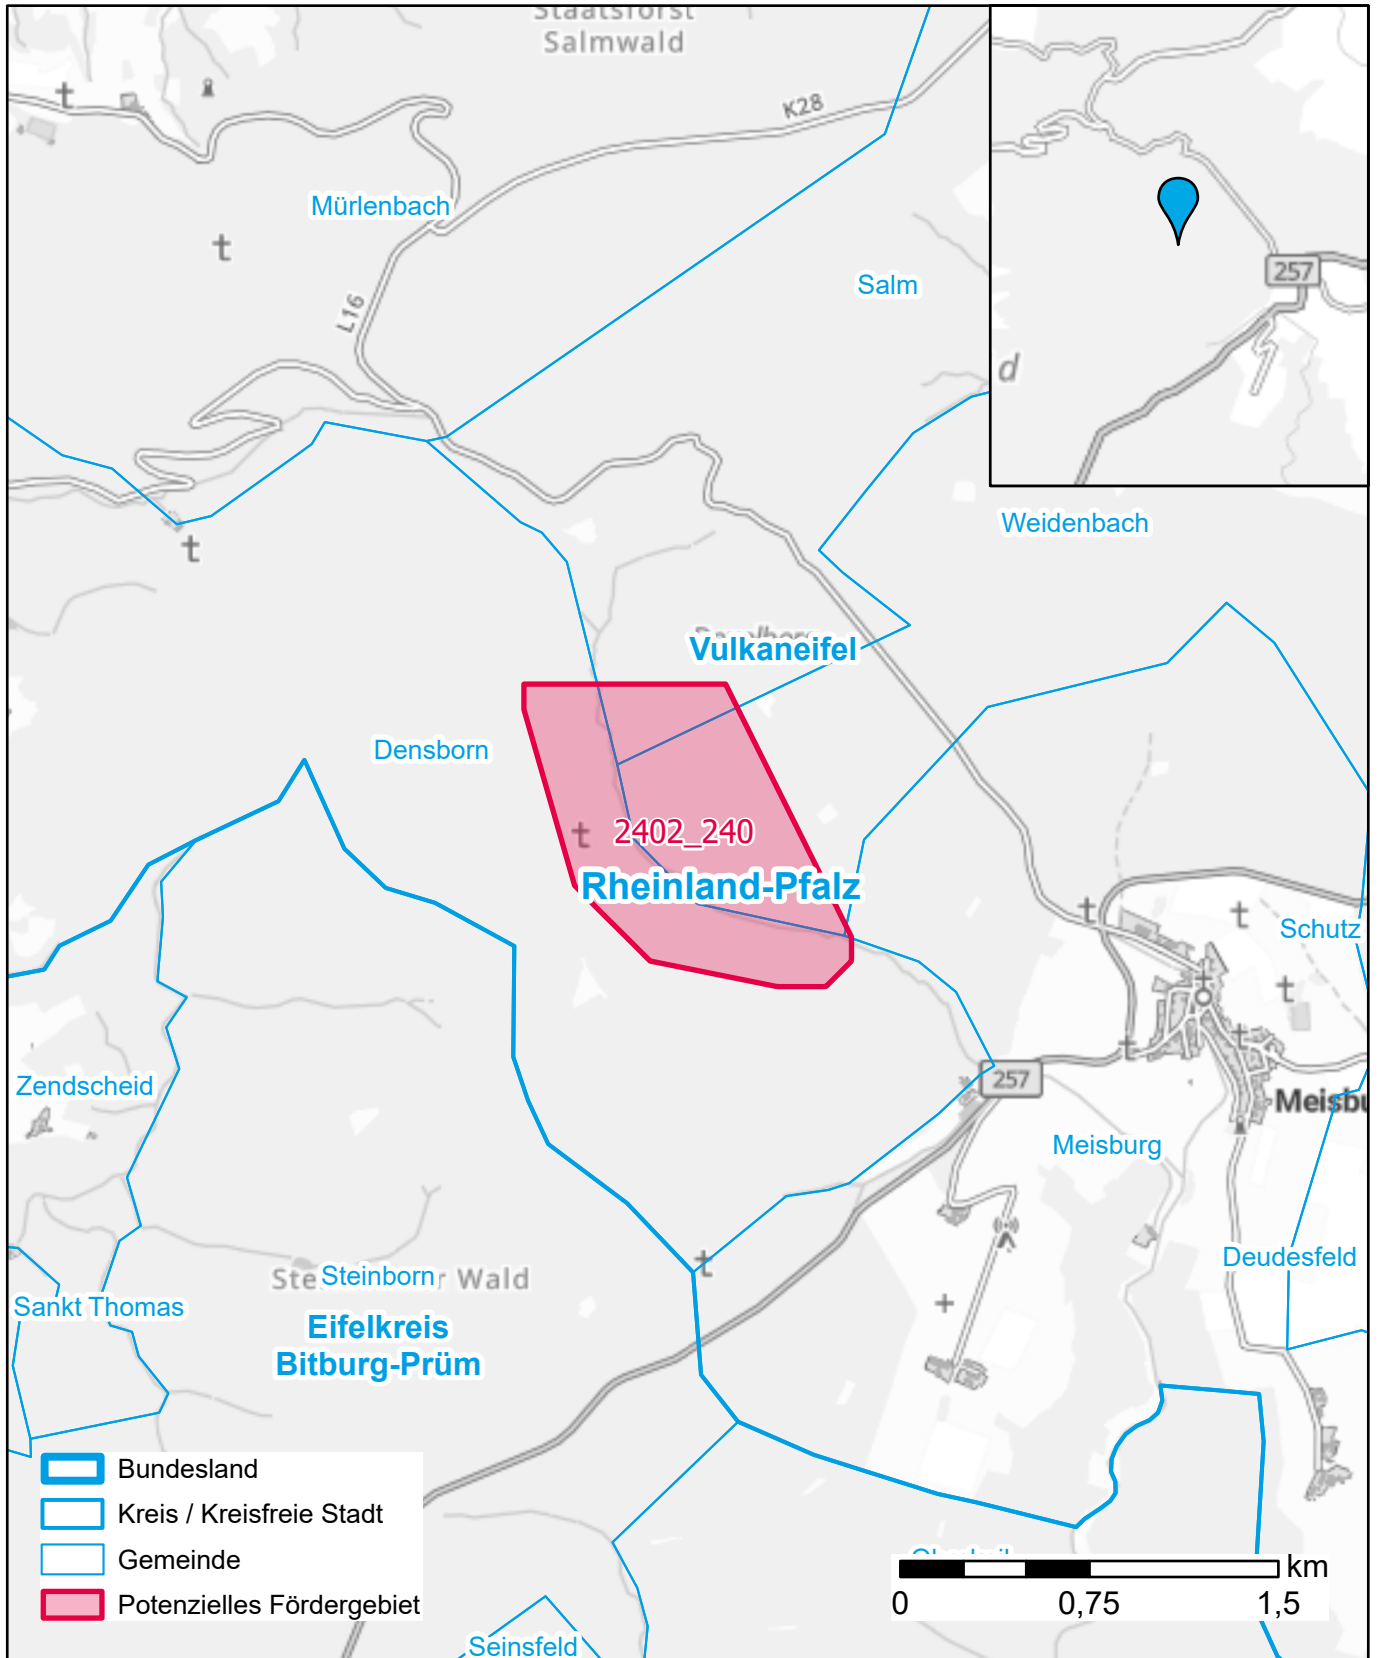 Staatsforst
Salmwald
K28
Mürlenbach
L16
Salm
d
257
Weidenbach
Vulkaneifel
Densborn
2402_240
Rheinland-Pfalz
Schutz
Zendscheid
257
Meisburg
Deudesfeld
Steinborn
Wald
Sankt Thomas
Eifelkreis
Bitburg-Prüm
Bundesland
Kreis / Kreisfreie Stadt
Gemeinde
Potenzielles Fördergebiet
km
0
0,75
1,5
Seinsfeld